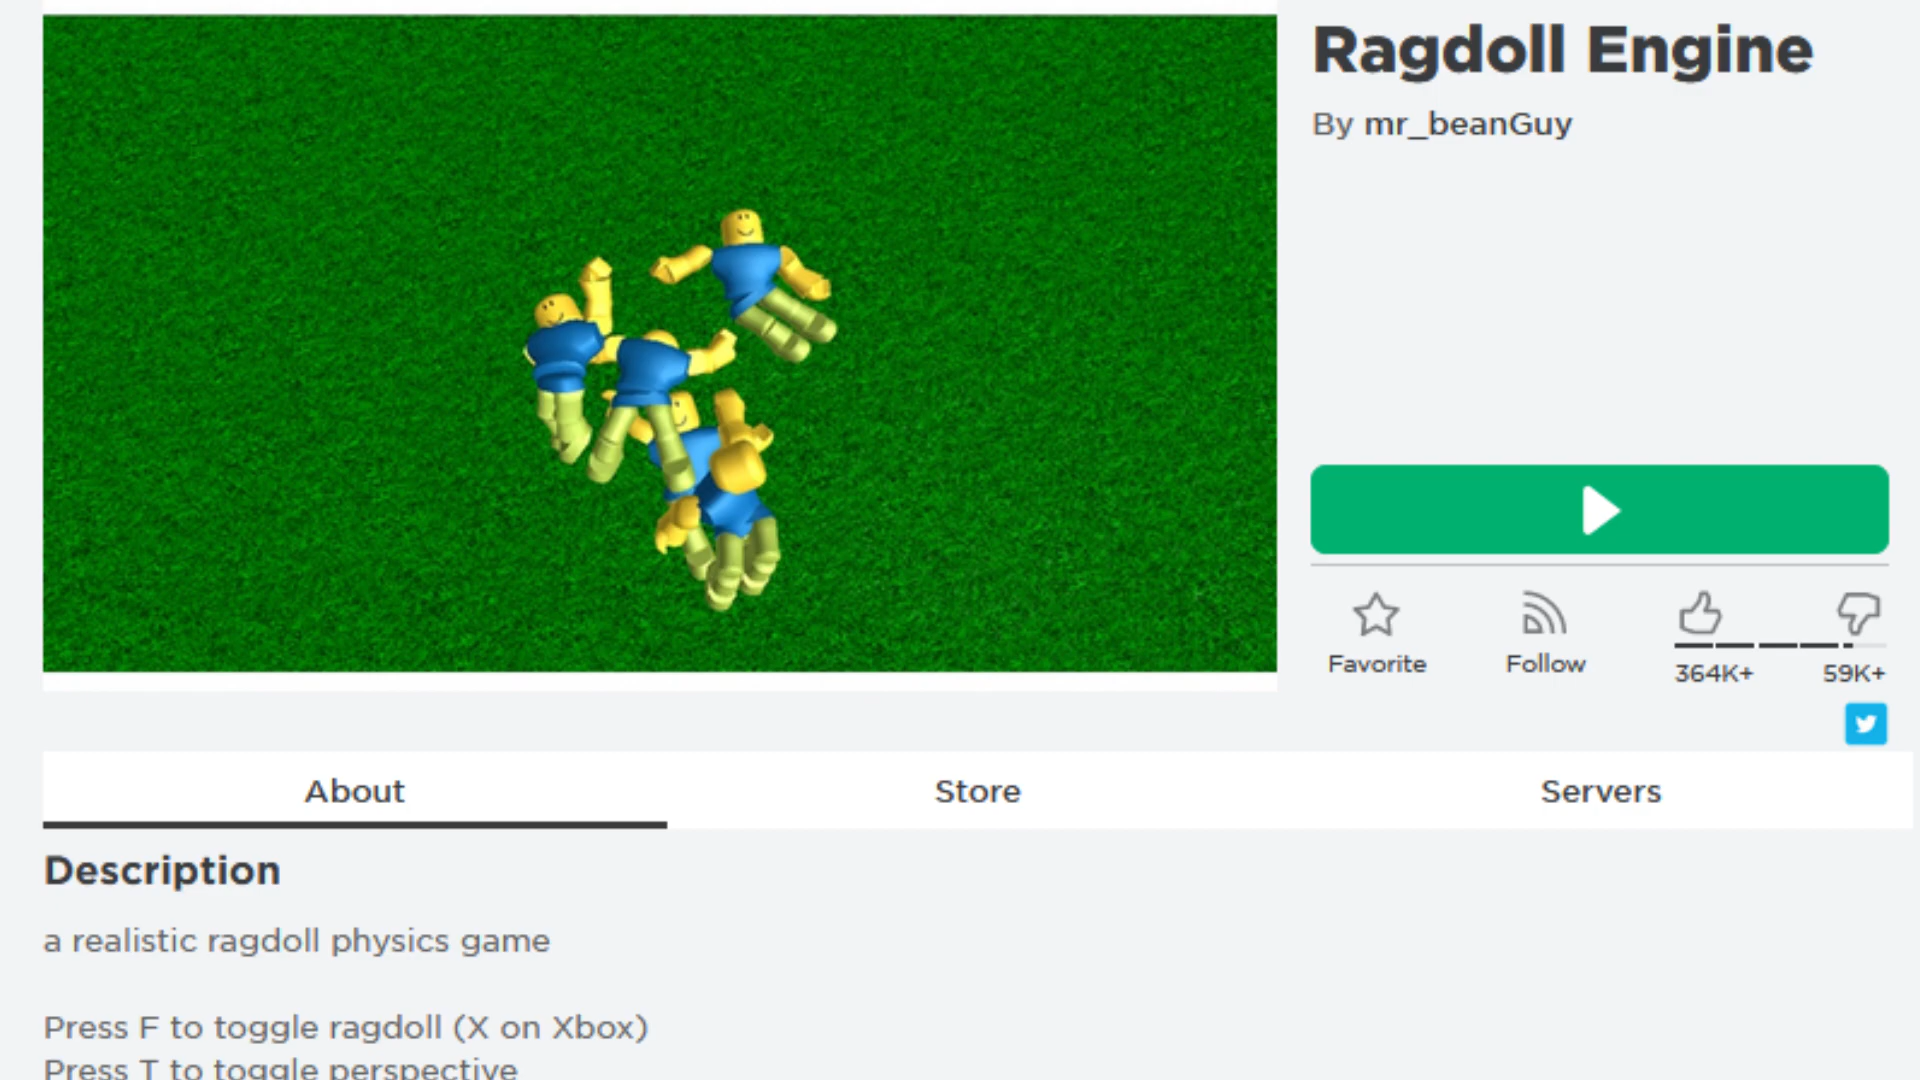 Ragdoll Engine
By mr_beanGuy
Favorite
Follow
364K+
59K+
About
Store
Servers
Description
a realistic ragdoll physics game
Press F to toggle ragdoll (X on Xbox)
Press T to toggle perspective